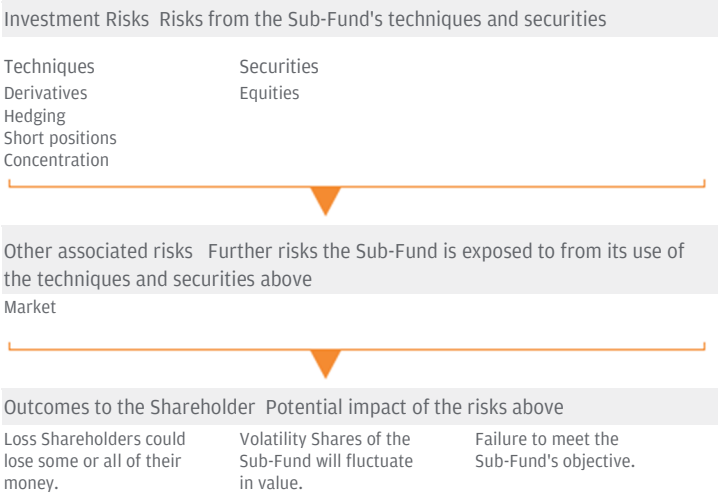 Investment Risks Risks from the Sub-Fund's techniques and securities
Techniques
Derivatives
Hedging
Short positions
Concentration
Securities
Equities
Other associated risks Further risks the Sub-Fund is exposed to from its use of
the techniques and securities above
Market
Outcomes to the Shareholder Potential impact of the risks above
Loss Shareholders could
lose some or all of their
money.
Volatility Shares of the
Sub-Fund will fluctuate
in value.
Failure to meet the
Sub-Fund's objective.